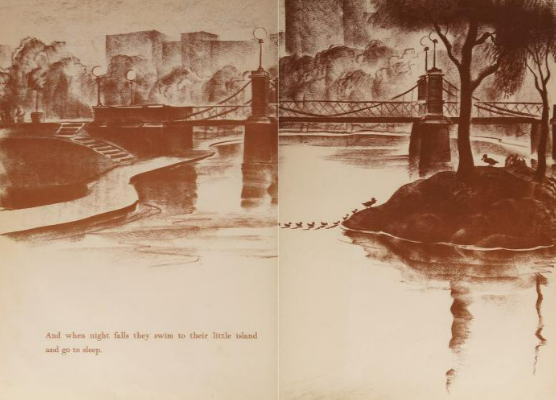 And when night falls they swim to their little island
and go to sleep.